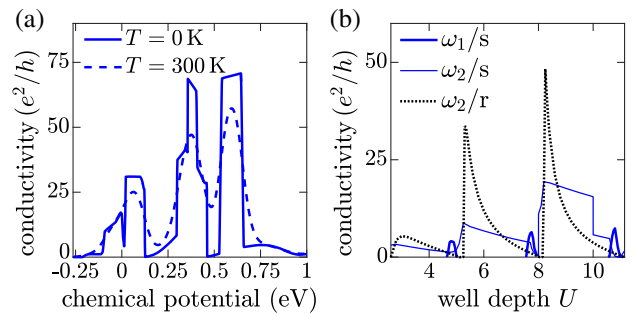 (a)
T = 0 K
T = 300 K
conductivity (e²/h)
75
50
25
0
-0.25 0 0.25 0.50 0.75 1
chemical potential (eV)
(b)
ω₁/s
ω₂/s
ω₂/r
conductivity (e²/h)
50
25
0
4 6 8 10
well depth U